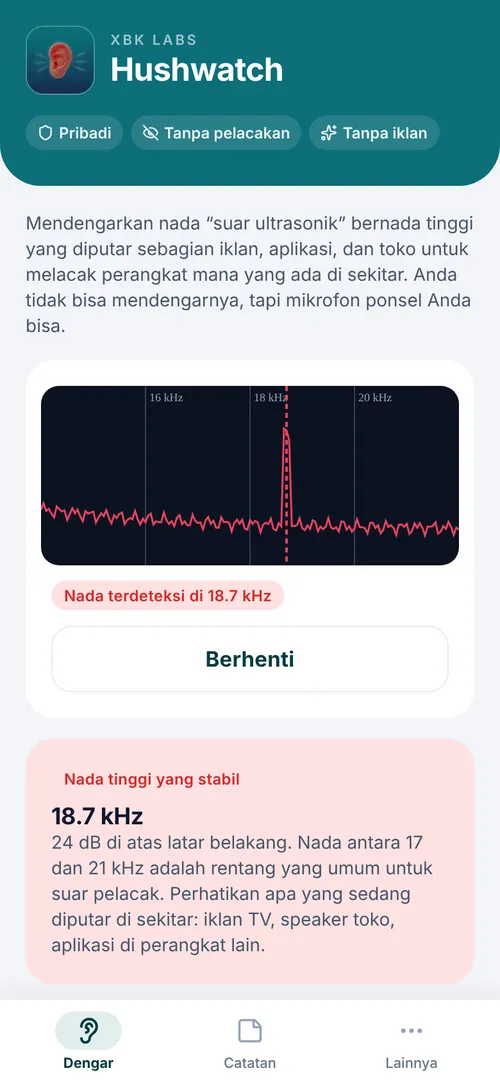 XBK LABS
Hushwatch
Pribadi
Tanpa pelacakan
Tanpa iklan
Mendengarkan nada “suar ultrasonik” bernada tinggi
yang diputar sebagian iklan, aplikasi, dan toko untuk
melacak perangkat mana yang ada di sekitar. Anda
tidak bisa mendengarnya, tapi mikrofon ponsel Anda
bisa.
16 kHz
18 kHz
20 kHz
Nada terdeteksi di 18.7 kHz
Berhenti
Nada tinggi yang stabil
18.7 kHz
24 dB di atas latar belakang. Nada antara 17
dan 21 kHz adalah rentang yang umum untuk
suar pelacak. Perhatikan apa yang sedang
diputar di sekitar: iklan TV, speaker toko,
aplikasi di perangkat lain.
Dengar
Catatan
Lainnya